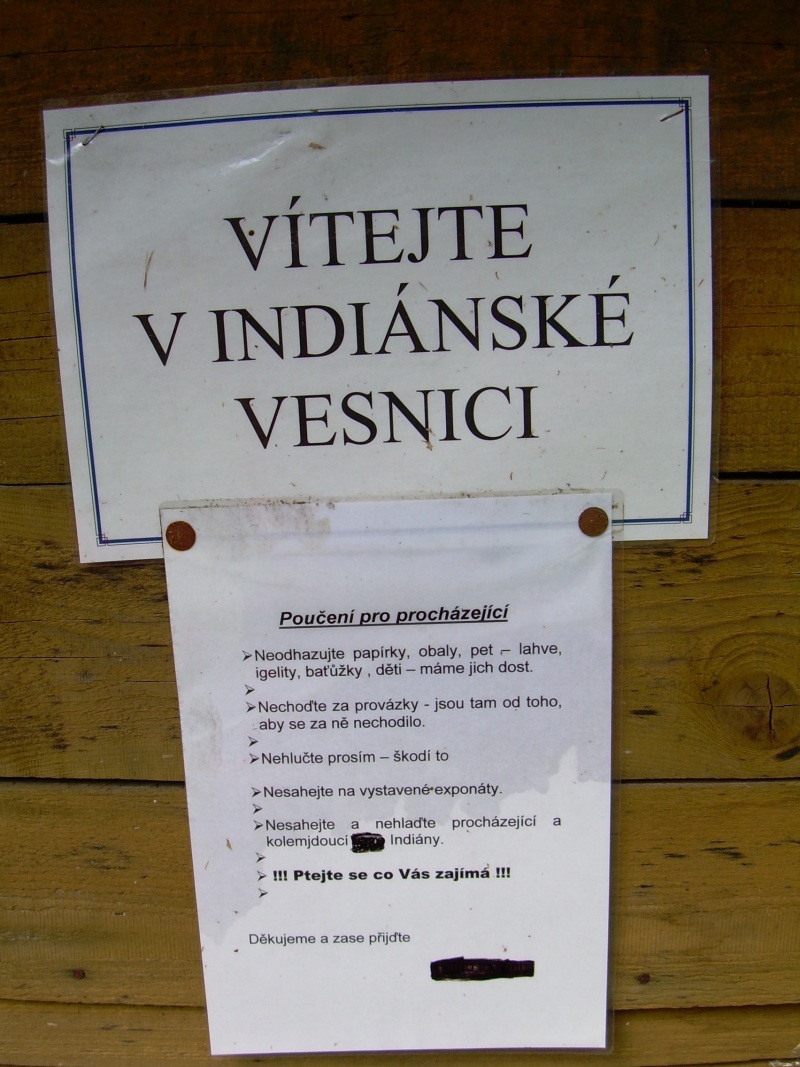 VÍTEJTE
V INDIÁNSKÉ
VESNICI
Poučení pro procházející
➢Neodhazujte papírky, obaly, pet – lahve,
igelity, baťůžky , děti – máme jich dost.
➢
➢Nechoďte za provázky - jsou tam od toho,
aby se za ně nechodilo.
➢
➢Nehlučte prosím – škodí to
➢Nesahejte na vystavené exponáty.
➢
➢Nesahejte a nehlaďte procházející a
kolemjdoucí Indiány.
➢
➢ !!! Ptejte se co Vás zajímá !!!
➢
Děkujeme a zase přijďte